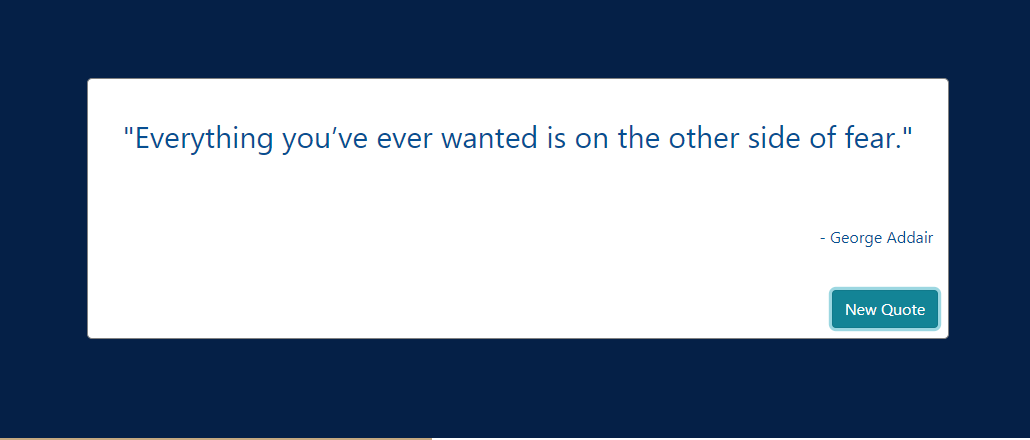 "Everything you’ve ever wanted is on the other side of fear."
- George Addair
New Quote